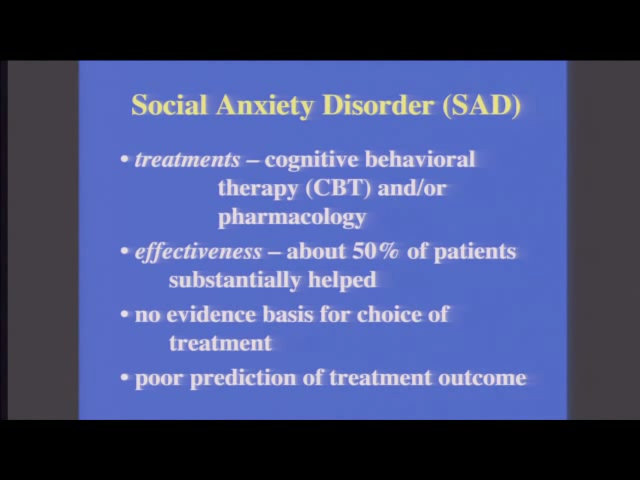 Social Anxiety Disorder (SAD)
• treatments – cognitive behavioral
therapy (CBT) and/or
pharmacology
• effectiveness – about 50% of patients
substantially helped
• no evidence basis for choice of
treatment
• poor prediction of treatment outcome